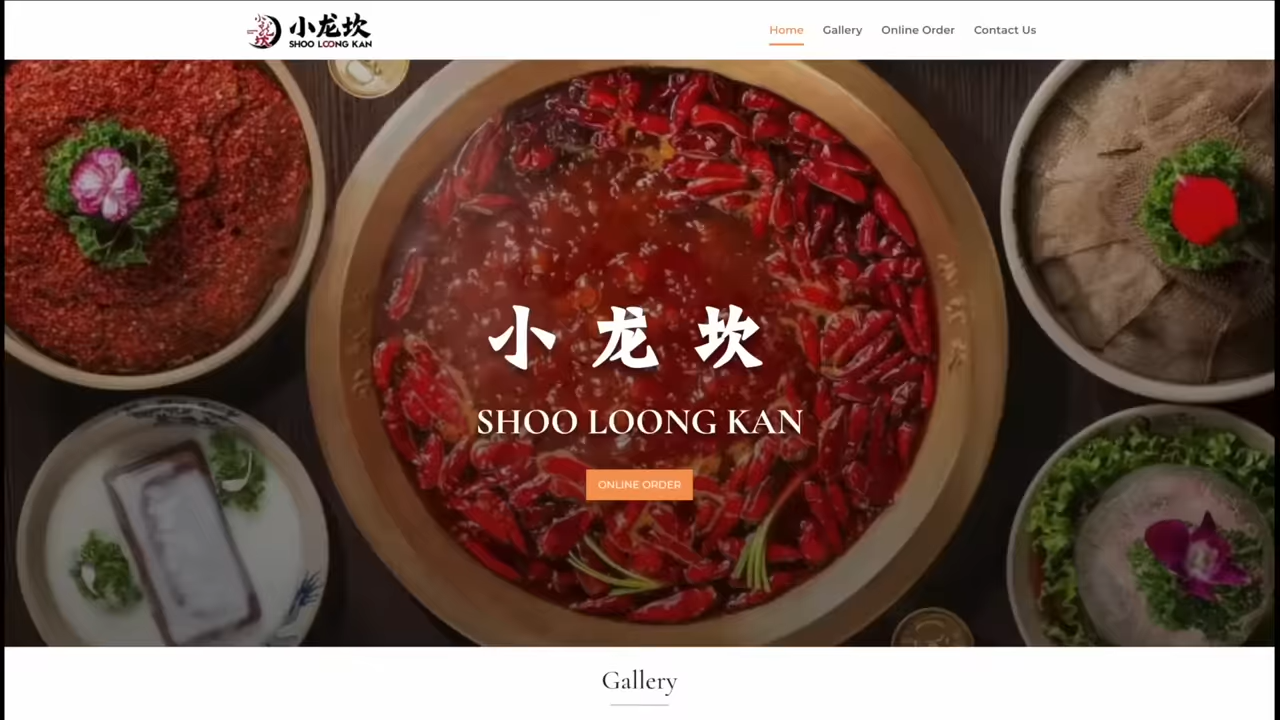 小龙坎
SHOO LOONG KAN
Home
Gallery
Online Order
Contact Us
小龙坎
SHOO LOONG KAN
ONLINE ORDER
Gallery